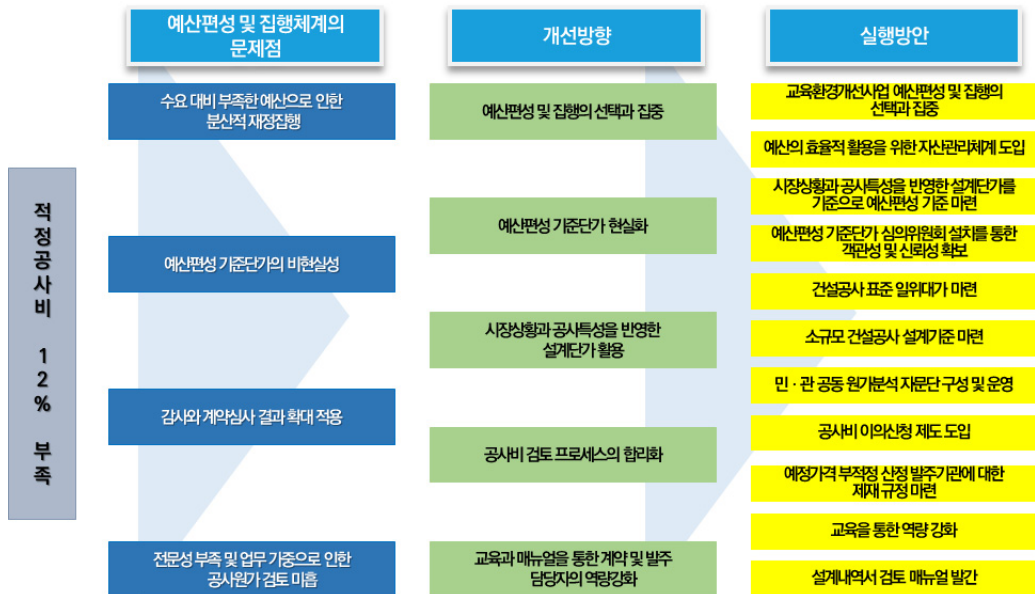 예산편성 및 집행체계의
문제점
개선방향
실행방안
적정공사비 12% 부족
수요 대비 부족한 예산으로 인한
분산적 재정집행
예산편성 기준단가의 비현실성
감사와 계약심사 결과 확대 적용
전문성 부족 및 업무 가중으로 인한
공사원가 검토 미흡
예산편성 및 집행의 선택과 집중
예산편성 기준단가 현실화
시장상황과 공사특성을 반영한
설계단가 활용
공사비 검토 프로세스의 합리화
교육과 매뉴얼을 통한 계약 및 발주
담당자의 역량강화
교육환경개선사업 예산편성 및 집행의
선택과 집중
예산의 효율적 활용을 위한 자산관리체계 도입
시장상황과 공사특성을 반영한 설계단가를
기준으로 예산편성 기준 마련
예산편성 기준단가 심의위원회 설치를 통한
객관성 및 신뢰성 확보
건설공사 표준 일위대가 마련
소규모 건설공사 설계기준 마련
민·관 공동 원가분석 자문단 구성 및 운영
공사비 이의신청 제도 도입
예정가격 부적정 산정 발주기관에 대한
제재 규정 마련
교육을 통한 역량 강화
설계내역서 검토 매뉴얼 발간